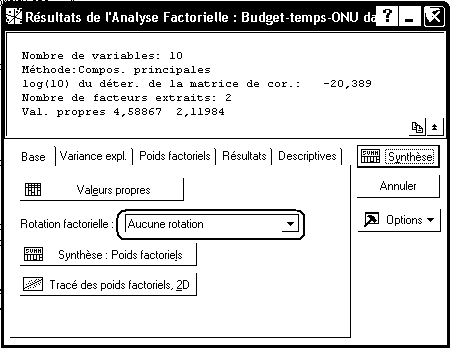 Résultats de l'Analyse Factorielle : Budget-temps-ONU da
Nombre de variables: 10
Méthode:Compos. principales
log(10) du déter. de la matrice de cor.: -20,389
Nombre de facteurs extraits: 2
Val. propres 4,58867 2,11984
Base Variance expl. Poids factoriels Résultats Descriptives
Synthèse
Valeurs propres
Annuler
Rotation factorielle : Aucune rotation
Options
Synthèse : Poids factoriels
Tracé des poids factoriels, 2D